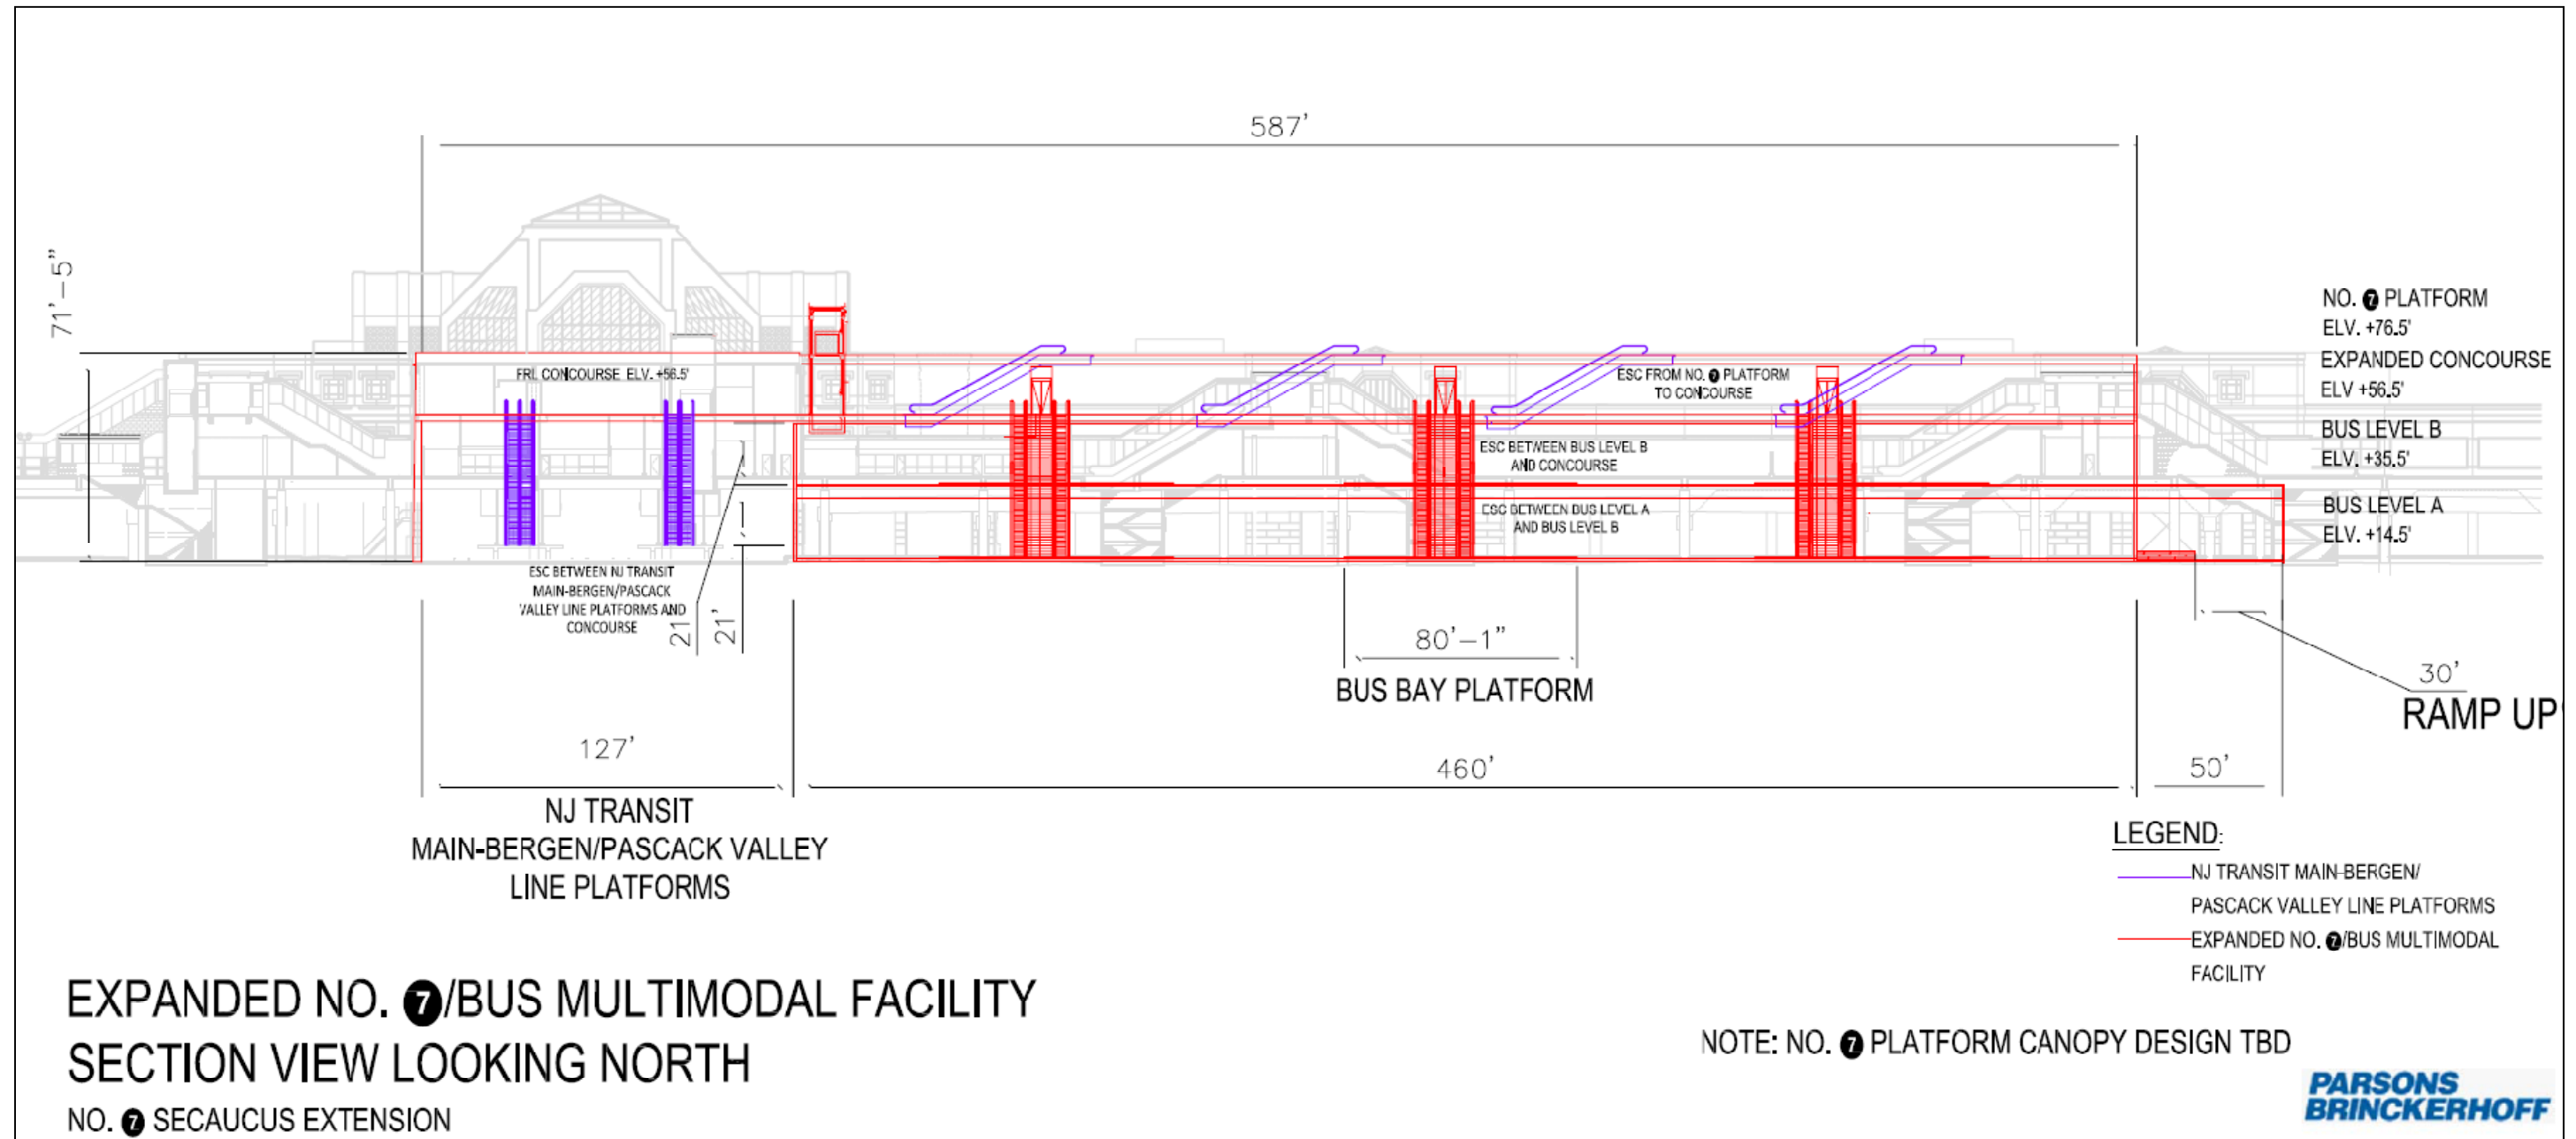 587'
71'-5"
NO. 7 PLATFORM
ELV. +76.5'
EXPANDED CONCOURSE
ELV +56.5'
BUS LEVEL B
ELV. +35.5'
BUS LEVEL A
ELV. +14.5'
FRL CONCOURSE ELV. +56.5'
ESC FROM NO. 7 PLATFORM
TO CONCOURSE
ESC BETWEEN BUS LEVEL B
AND CONCOURSE
ESC BETWEEN BUS LEVEL A
AND BUS LEVEL B
ESC BETWEEN NJ TRANSIT
MAIN-BERGEN/PASCACK
VALLEY LINE PLATFORMS AND
CONCOURSE
21'
21'
80'-1"
BUS BAY PLATFORM
30'
RAMP UP
127'
460'
50'
NJ TRANSIT
MAIN-BERGEN/PASCACK VALLEY
LINE PLATFORMS
LEGEND:
NJ TRANSIT MAIN-BERGEN/
PASCACK VALLEY LINE PLATFORMS
EXPANDED NO. 7/BUS MULTIMODAL
FACILITY
EXPANDED NO. 7/BUS MULTIMODAL FACILITY
SECTION VIEW LOOKING NORTH
NO. 7 SECAUCUS EXTENSION
NOTE: NO. 7 PLATFORM CANOPY DESIGN TBD
PARSONS
BRINCKERHOFF